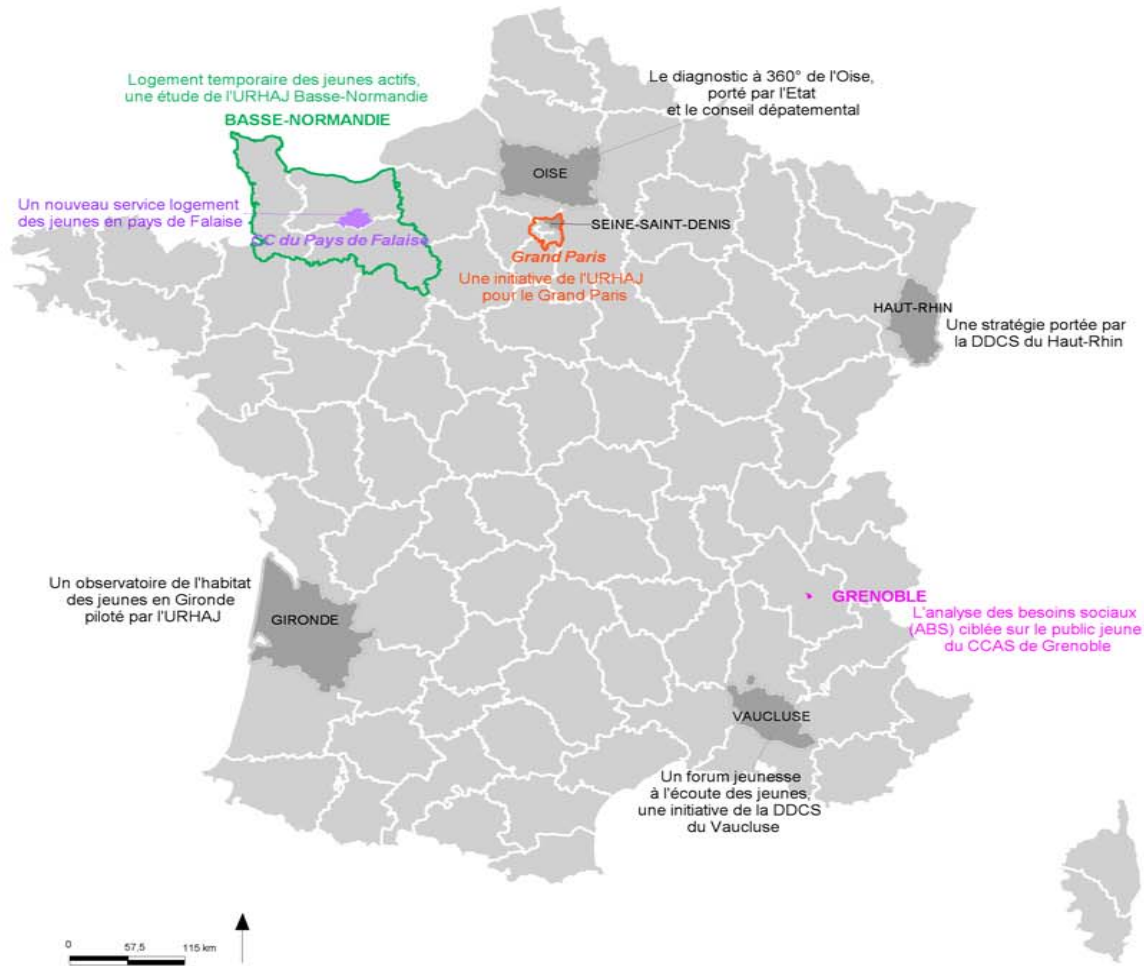 Logement temporaire des jeunes actifs,
une étude de l'URHAJ Basse-Normandie
BASSE-NORMANDIE
Le diagnostic à 360° de l'Oise,
porté par l'Etat
et le conseil dépatemental
OISE
Un nouveau service logement
des jeunes en pays de Falaise
CC du Pays de Falaise
SEINE-SAINT-DENIS
Grand Paris
Une initiative de l'URHAJ
pour le Grand Paris
HAUT-RHIN
Une stratégie portée par
la DDCS du Haut-Rhin
Un observatoire de l'habitat
des jeunes en Gironde
piloté par l'URHAJ
GIRONDE
GRENOBLE
L'analyse des besoins sociaux
(ABS) ciblée sur le public jeune
du CCAS de Grenoble
VAUCLUSE
Un forum jeunesse
à l'écoute des jeunes,
une initiative de la DDCS
du Vaucluse
0 57,5 115 km